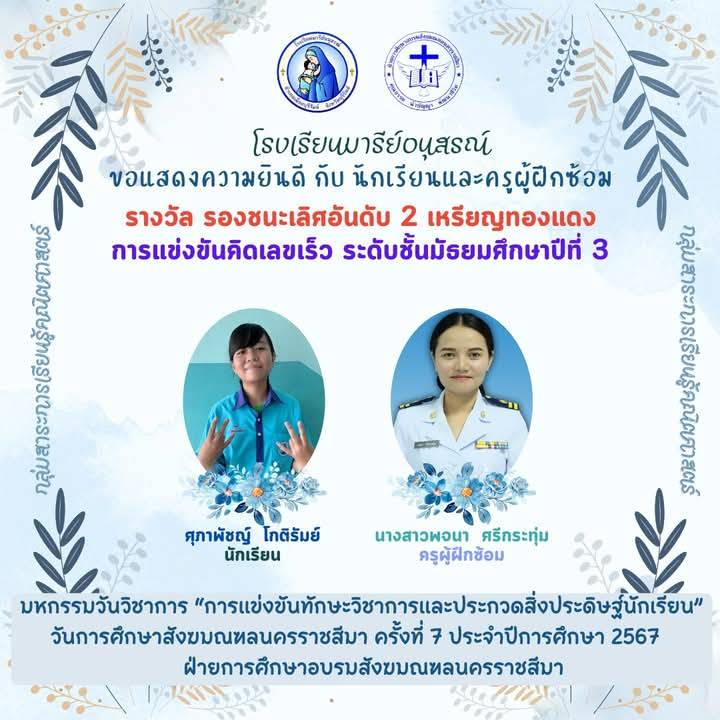 โรงเรียนมารีย์อนุสรณ์
ขอแสดงความยินดี กับ นักเรียนและครูผู้ฝึกซ้อม
รางวัล รองชนะเลิศอันดับ 2 เหรียญทองแดง
การแข่งขันคิดเลขเร็ว ระดับชั้นมัธยมศึกษาปีที่ 3
กลุ่มสาระการเรียนรู้คณิตศาสตร์
กลุ่มสาระการเรียนรู้คณิตศาสตร์
ศุภาพัชญ์ โกติรัมย์
นักเรียน
นางสาวพจนา ศรีกระทุ่ม
ครูผู้ฝึกซ้อม
มหกรรมวันวิชาการ “การแข่งขันทักษะวิชาการและประกวดสิ่งประดิษฐ์นักเรียน”
วันการศึกษาสังฆมณฑลนครราชสีมา ครั้งที่ 7 ประจำปีการศึกษา 2567
ฝ่ายการศึกษาอบรมสังฆมณฑลนครราชสีมา